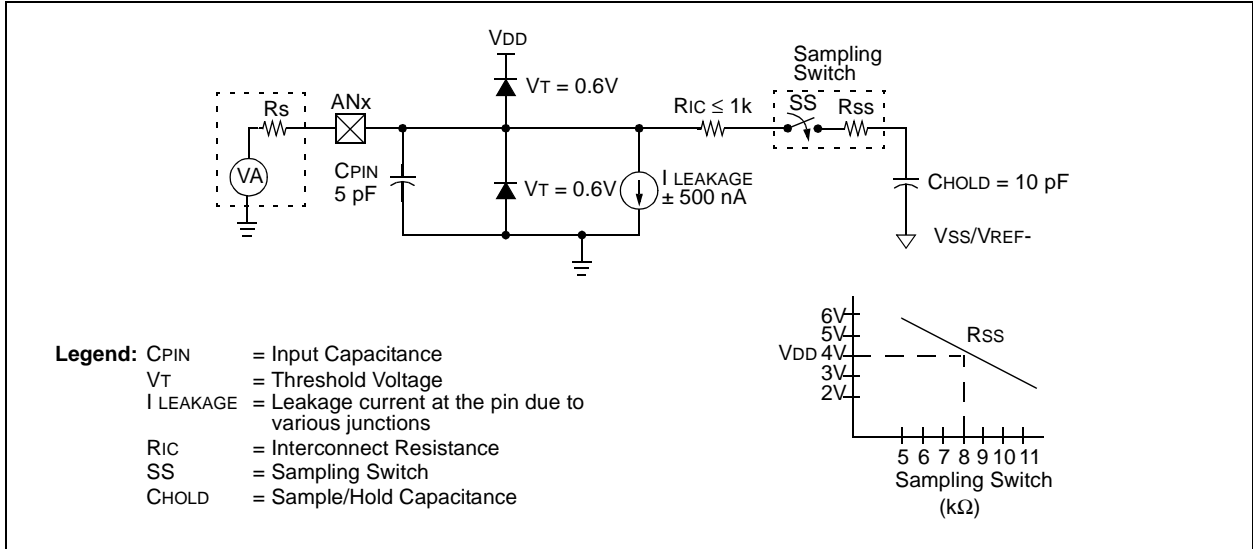 VDD
Sampling
Switch
VT = 0.6V
Rs
ANx
RIC ≤ 1k
SS
Rss
VA
CPIN
5 pF
VT = 0.6V
I LEAKAGE
± 500 nA
CHOLD = 10 pF
VSS/VREF-
Legend: CPIN = Input Capacitance
VT = Threshold Voltage
I LEAKAGE = Leakage current at the pin due to
various junctions
RIC = Interconnect Resistance
SS = Sampling Switch
CHOLD = Sample/Hold Capacitance
6V
5V
RSS
VDD 4V
3V
2V
5 6 7 8 9 10 11
Sampling Switch
(kΩ)